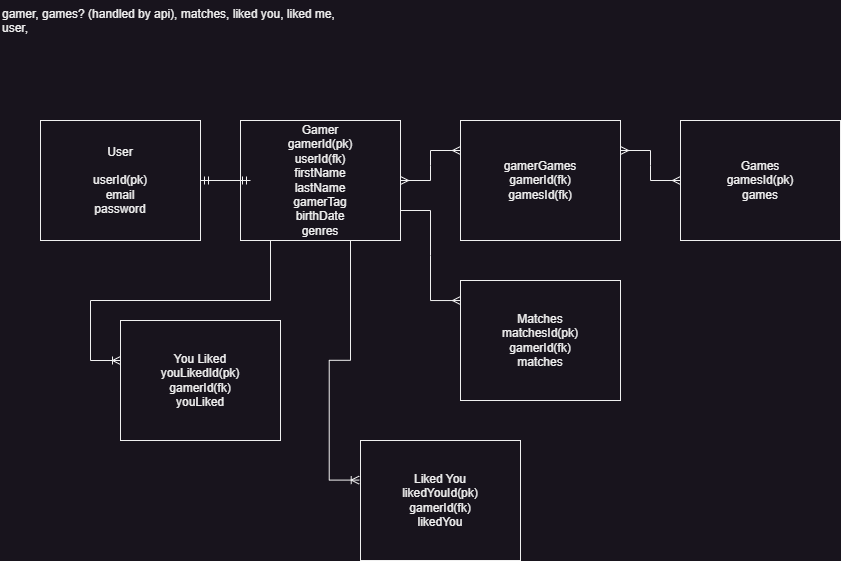 gamer, games? (handled by api), matches, liked you, liked me,
user,
User
userId(pk)
email
password
Gamer
gamerId(pk)
userId(fk)
firstName
lastName
gamerTag
birthDate
genres
gamerGames
gamerId(fk)
gamesId(fk)
Games
gamesId(pk)
games
Matches
matchesId(pk)
gamerId(fk)
matches
You Liked
youLikedId(pk)
gamerId(fk)
youLiked
Liked You
likedYouId(pk)
gamerId(fk)
likedYou